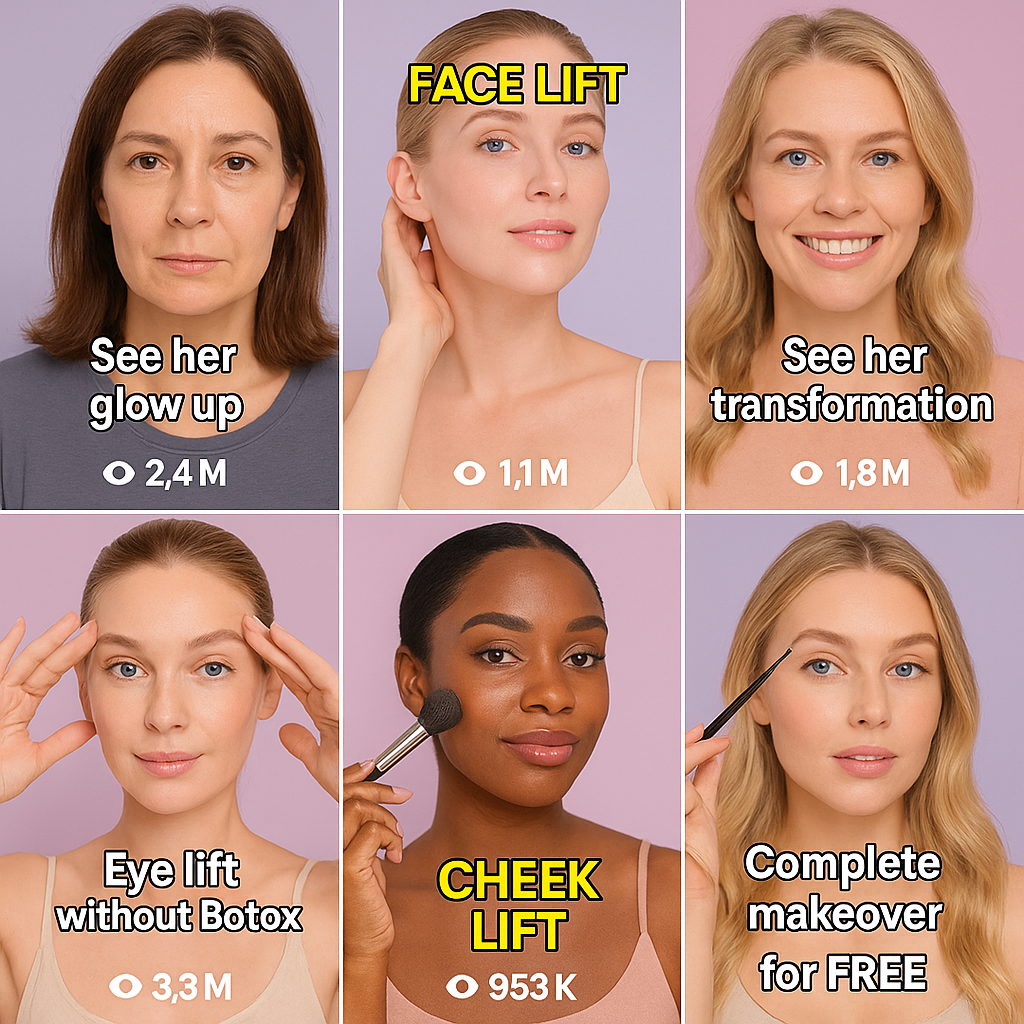 See her
glow up
2,4 M
FACE LIFT
1,1 M
See her
transformation
1,8 M
Eye lift
without Botox
3,3 M
CHEEK
LIFT
953 K
Complete
makeover
for FREE